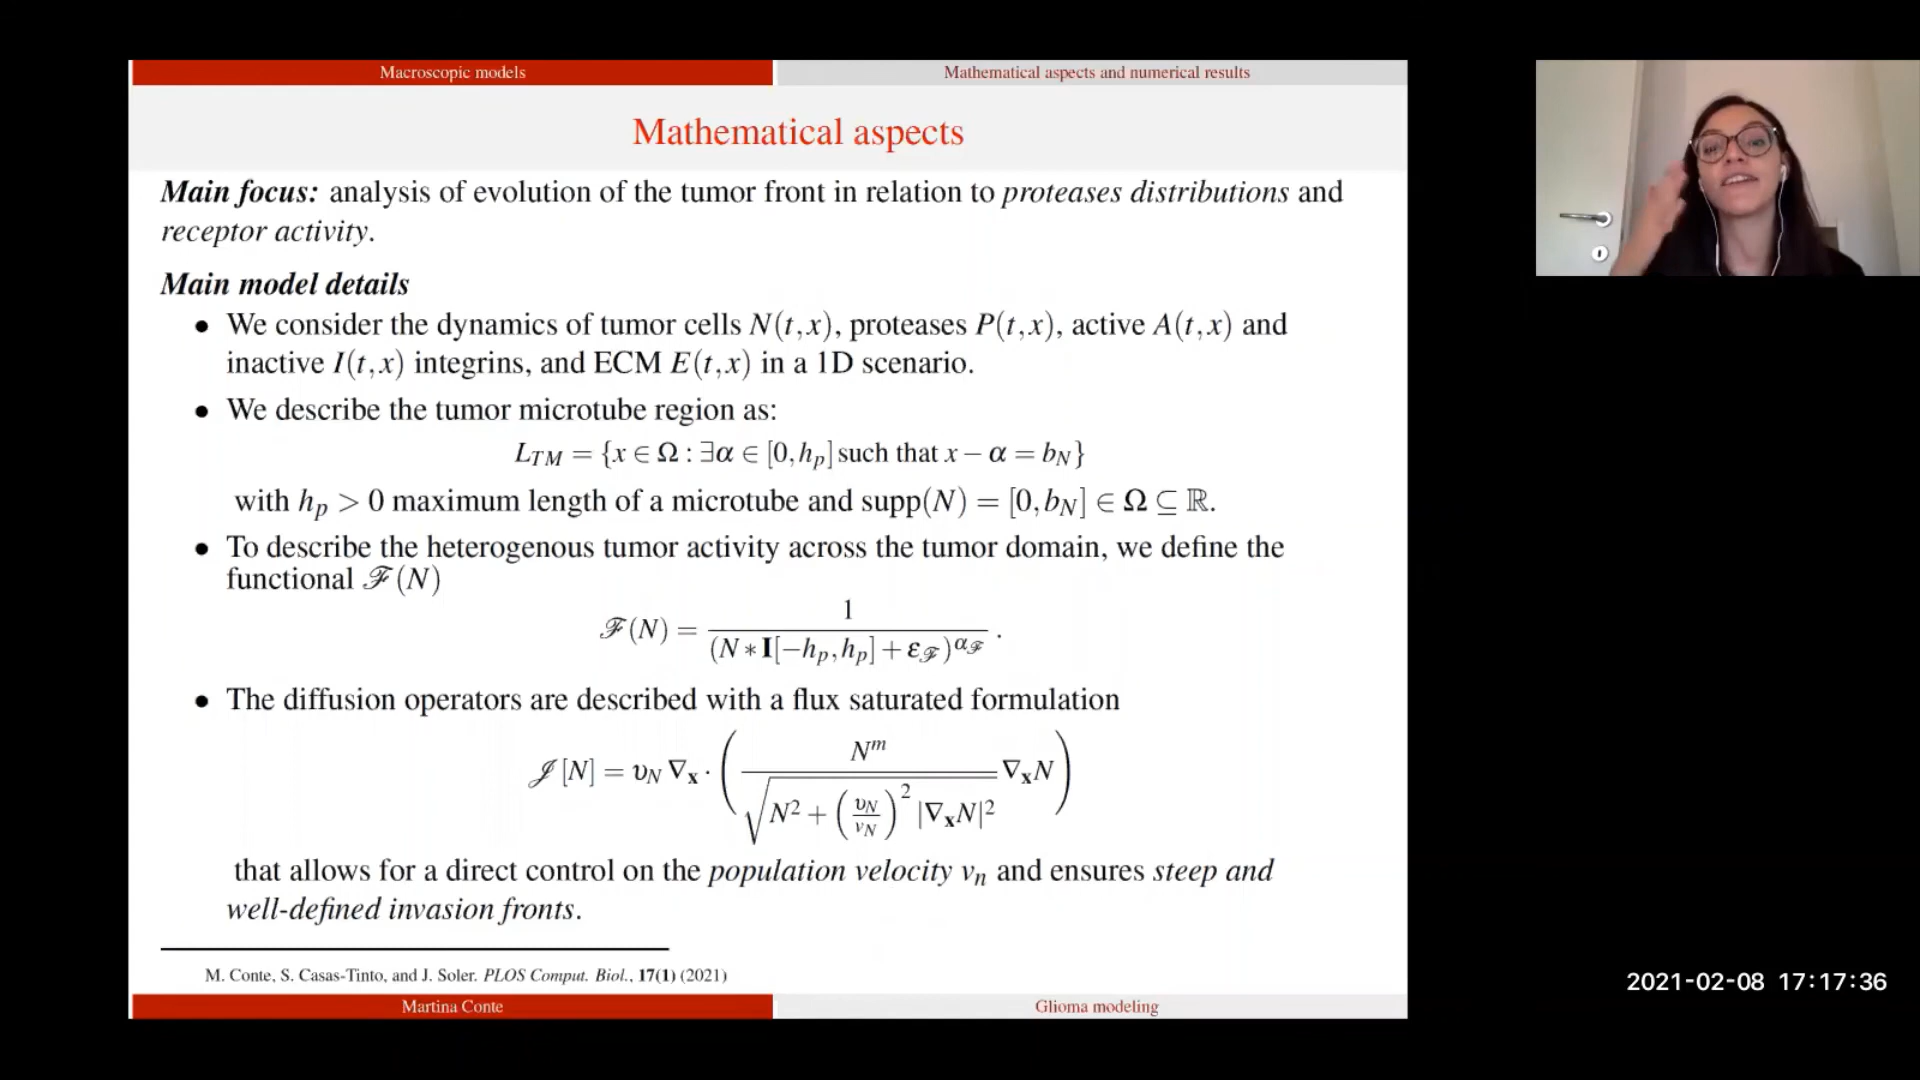 Macroscopic models
Mathematical aspects and numerical results
Mathematical aspects
Main focus: analysis of evolution of the tumor front in relation to proteases distributions and
receptor activity.
Main model details
• We consider the dynamics of tumor cells N(t,x), proteases P(t,x), active A(t,x) and
inactive I(t,x) integrins, and ECM E(t,x) in a 1D scenario.
• We describe the tumor microtube region as:
L_{TM} = {x ∈ Ω : ∃α ∈ [0,h_p] such that x − α = b_N}
with h_p > 0 maximum length of a microtube and supp(N) = [0,b_N] ∈ Ω ⊆ ℝ.
• To describe the heterogenous tumor activity across the tumor domain, we define the
functional ℱ(N)
ℱ(N) = 1 / (N ∗ I[−h_p,h_p] + ε_ℱ)^{α_ℱ} .
• The diffusion operators are described with a flux saturated formulation
𝒥[N] = υ_N ∇_x · ( N^m / √(N² + (υ_N/v_N)² |∇_x N|²) ∇_x N )
that allows for a direct control on the population velocity v_n and ensures steep and
well-defined invasion fronts.
M. Conte, S. Casas-Tinto, and J. Soler. PLOS Comput. Biol., 17(1) (2021)
Martina Conte
Glioma modeling
2021-02-08 17:17:36